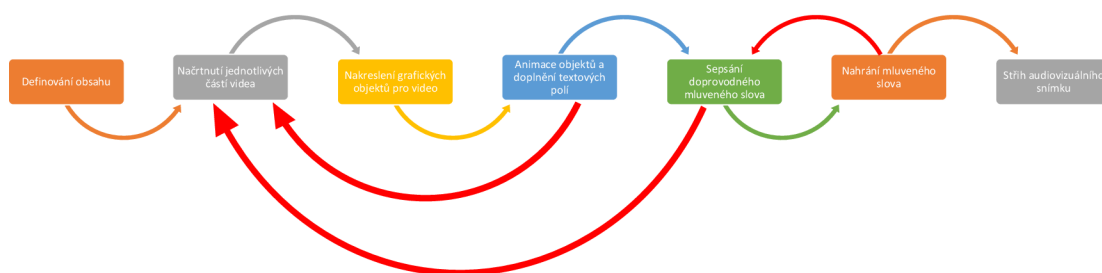 Definování obsahu
Načrtnutí jednotlivých
částí videa
Nakreslení grafických
objektů pro video
Animace objektů a
doplnění textových
polí
Sepsání
doprovodného
mluveného slova
Nahrání mluveného
slova
Střih audiovizuálního
snímku